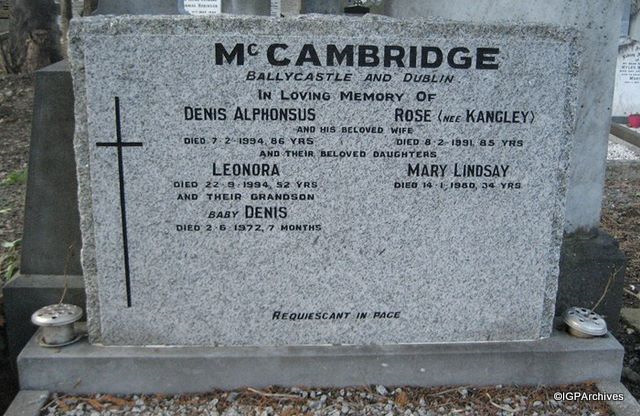 McCAMBRIDGE
BALLYCASTLE AND DUBLIN
IN LOVING MEMORY OF
DENIS ALPHONSUS ROSE (NEE KANGLEY)
AND HIS BELOVED WIFE
DIED 7-2-1994, 86 YRS DIED 8-2-1991, 85 YRS
AND THEIR BELOVED DAUGHTERS
LEONORA MARY LINDSAY
DIED 22-9-1994, 52 YRS DIED 14-1-1980, 34 YRS
AND THEIR GRANDSON
BABY DENIS
DIED 2-6-1972, 7 MONTHS
REQUIESCANT IN PACE
©IGPArchives